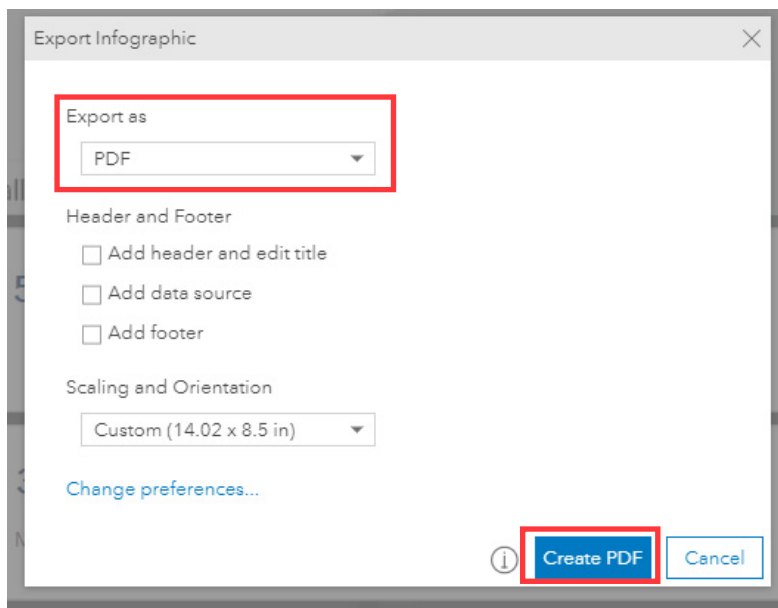 Export Infographic
Export as
PDF
Header and Footer
Add header and edit title
Add data source
Add footer
Scaling and Orientation
Custom (14.02 x 8.5 in)
Change preferences...
Create PDF
Cancel